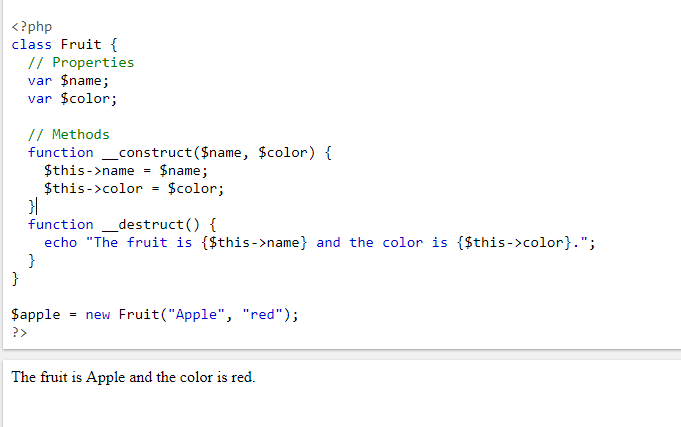 <?php
class Fruit {
  // Properties
  var $name;
  var $color;

  // Methods
  function __construct($name, $color) {
    $this->name = $name;
    $this->color = $color;
  }
  function __destruct() {
    echo "The fruit is {$this->name} and the color is {$this->color}.";
  }
}

$apple = new Fruit("Apple", "red");
?>
The fruit is Apple and the color is red.